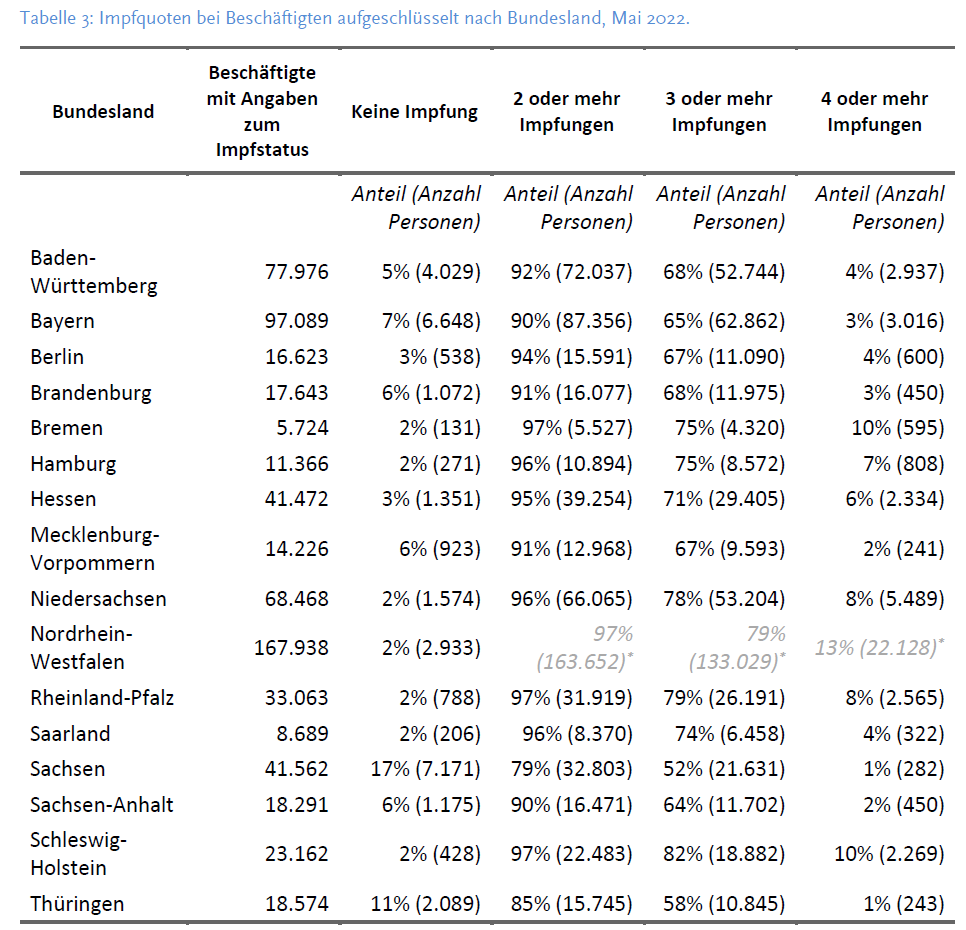 Tabelle 3: Impfquoten bei Beschäftigten aufgeschlüsselt nach Bundesland, Mai 2022.
Bundesland
Beschäftigte
mit Angaben
zum
Impfstatus
Keine Impfung
2 oder mehr
Impfungen
3 oder mehr
Impfungen
4 oder mehr
Impfungen
Anteil (Anzahl
Personen)
Anteil (Anzahl
Personen)
Anteil (Anzahl
Personen)
Anteil (Anzahl
Personen)
Baden-
Württemberg
77.976 5% (4.029) 92% (72.037) 68% (52.744) 4% (2.937)
Bayern 97.089 7% (6.648) 90% (87.356) 65% (62.862) 3% (3.016)
Berlin 16.623 3% (538) 94% (15.591) 67% (11.090) 4% (600)
Brandenburg 17.643 6% (1.072) 91% (16.077) 68% (11.975) 3% (450)
Bremen 5.724 2% (131) 97% (5.527) 75% (4.320) 10% (595)
Hamburg 11.366 2% (271) 96% (10.894) 75% (8.572) 7% (808)
Hessen 41.472 3% (1.351) 95% (39.254) 71% (29.405) 6% (2.334)
Mecklenburg-
Vorpommern
14.226 6% (923) 91% (12.968) 67% (9.593) 2% (241)
Niedersachsen 68.468 2% (1.574) 96% (66.065) 78% (53.204) 8% (5.489)
Nordrhein-
Westfalen
167.938 2% (2.933)
97%
(163.652)*
79%
(133.029)*
13% (22.128)*
Rheinland-Pfalz 33.063 2% (788) 97% (31.919) 79% (26.191) 8% (2.565)
Saarland 8.689 2% (206) 96% (8.370) 74% (6.458) 4% (322)
Sachsen 41.562 17% (7.171) 79% (32.803) 52% (21.631) 1% (282)
Sachsen-Anhalt 18.291 6% (1.175) 90% (16.471) 64% (11.702) 2% (450)
Schleswig-
Holstein
23.162 2% (428) 97% (22.483) 82% (18.882) 10% (2.269)
Thüringen 18.574 11% (2.089) 85% (15.745) 58% (10.845) 1% (243)